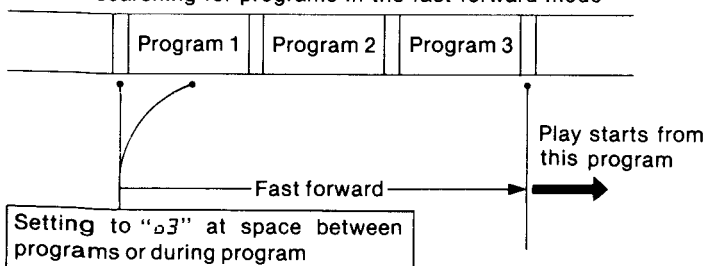 searching for programs in the fast forward mode
Program 1 Program 2 Program 3
Play starts from
this program
Fast forward
Setting to "o3" at space between
programs or during program